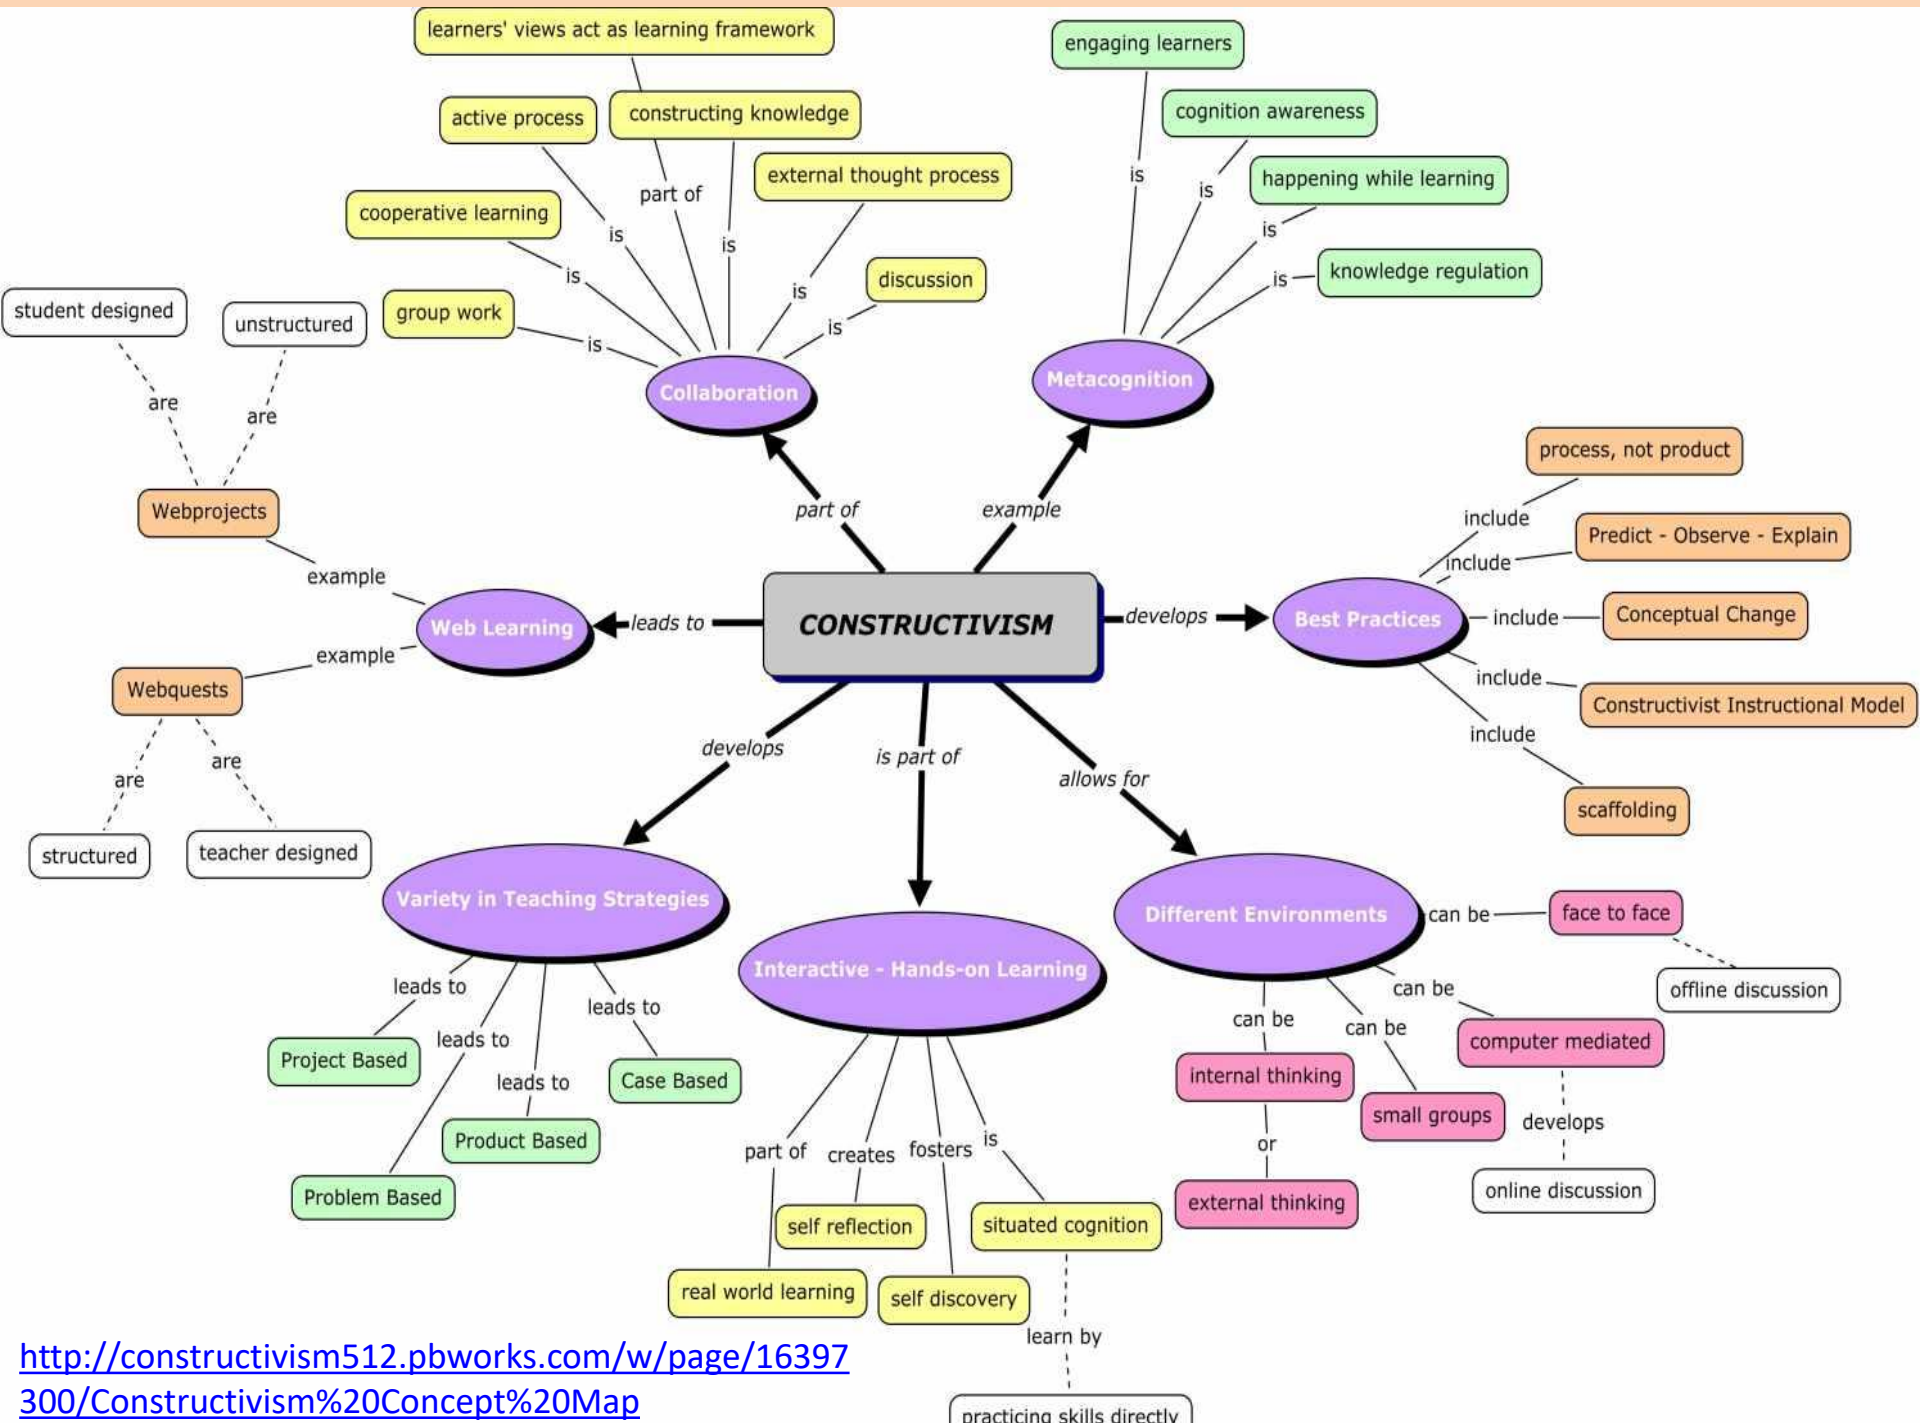 learners' views act as learning framework
engaging learners
active process
constructing knowledge
cognition awareness
external thought process
happening while learning
cooperative learning
part of
is
is
is
is
is
is
discussion
knowledge regulation
is
is
student designed
unstructured
group work
is
is
is
are
are
Collaboration
Metacognition
process, not product
Webprojects
part of
example
include
Predict - Observe - Explain
include
example
Web Learning
leads to
CONSTRUCTIVISM
develops
Best Practices
include
Conceptual Change
example
Webquests
include
Constructivist Instructional Model
include
are
are
develops
is part of
allows for
scaffolding
structured
teacher designed
Variety in Teaching Strategies
Different Environments
can be
face to face
Interactive - Hands-on Learning
leads to
leads to
can be
offline discussion
leads to
can be
can be
computer mediated
Project Based
leads to
Case Based
internal thinking
small groups
develops
Product Based
part of
creates
fosters
is
or
Problem Based
external thinking
online discussion
self reflection
situated cognition
real world learning
self discovery
learn by
practicing skills directly
http://constructivism512.pbworks.com/w/page/16397
300/Constructivism%20Concept%20Map